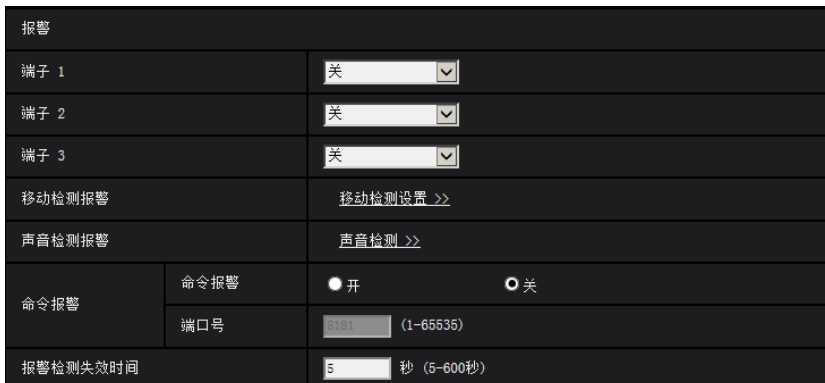 报警
端子 1 关
端子 2 关
端子 3 关
移动检测报警 移动检测设置 >>
声音检测报警 声音检测 >>
命令报警 命令报警 开 关
端口号 8181 (1-65535)
报警检测失效时间 5 秒 (5-600秒)